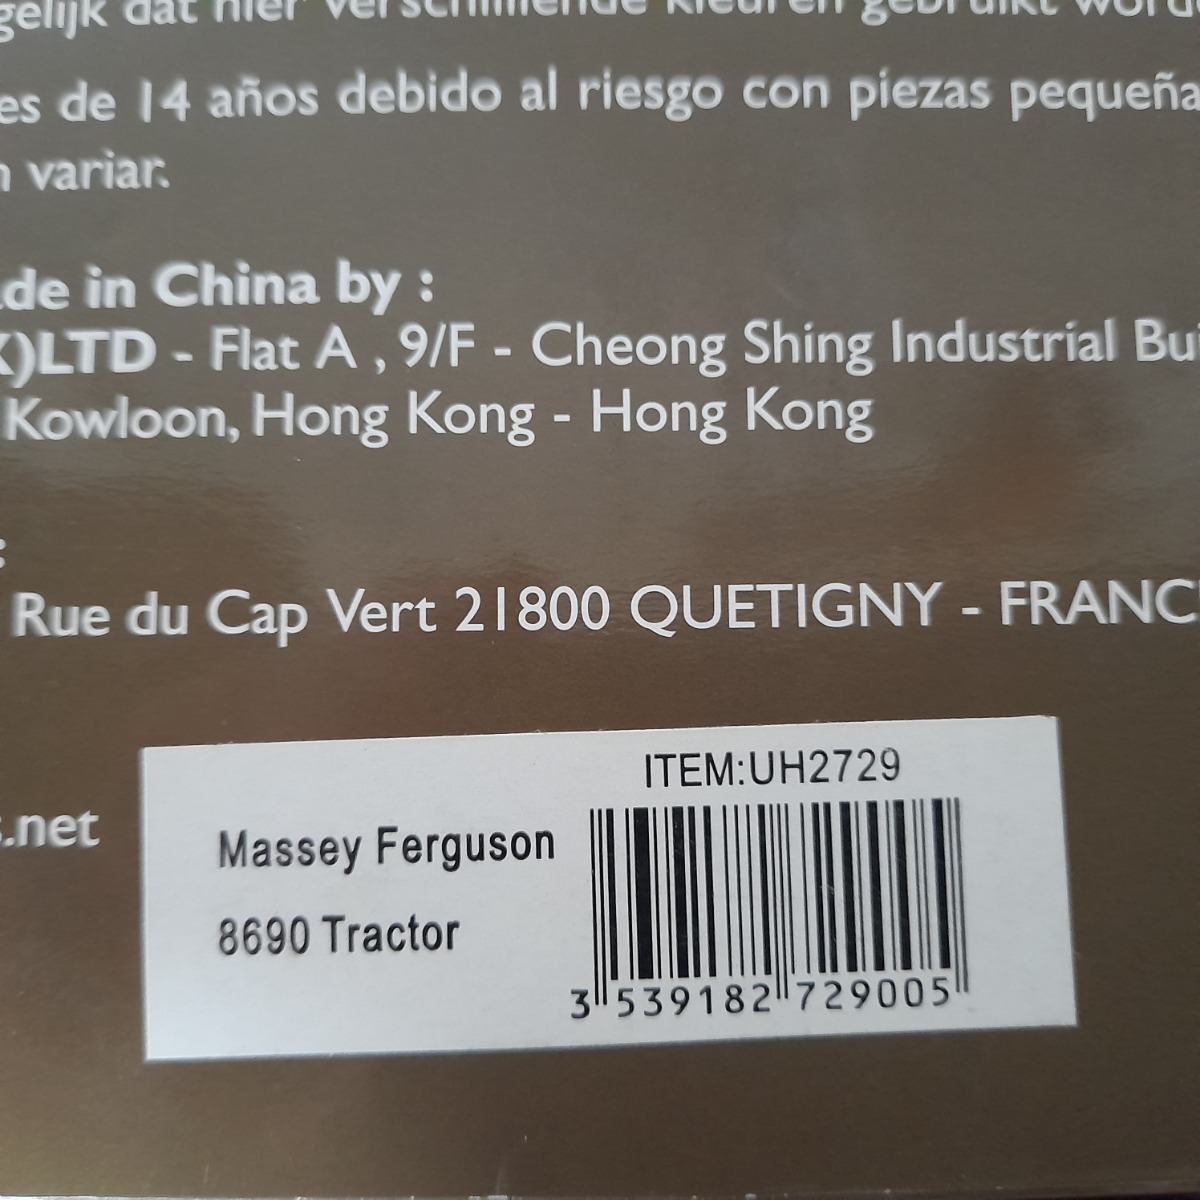 gelijk dat hier verschillende kleuren gebruikt
es de 14 años debido al riesgo con piezas pequeña
n variar.
de in China by :
)LTD - Flat A , 9/F - Cheong Shing Industrial Bu
Kowloon, Hong Kong - Hong Kong
:
Rue du Cap Vert 21800 QUETIGNY - FRANC
.net
ITEM:UH2729
Massey Ferguson
8690 Tractor
3 539182 729005